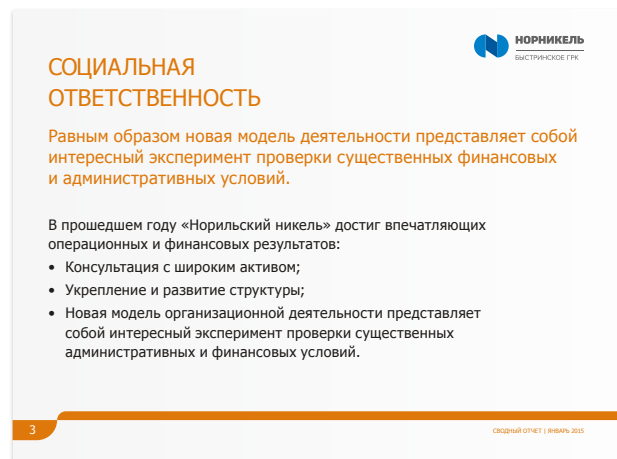 НОРНИКЕЛЬ
БЫСТРИНСКОЕ ГРК
СОЦИАЛЬНАЯ
ОТВЕТСТВЕННОСТЬ
Равным образом новая модель деятельности представляет собой
интересный эксперимент проверки существенных финансовых
и административных условий.
В прошедшем году «Норильский никель» достиг впечатляющих
операционных и финансовых результатов:
• Консультация с широким активом;
• Укрепление и развитие структуры;
• Новая модель организационной деятельности представляет
собой интересный эксперимент проверки существенных
административных и финансовых условий.
3
СВОДНЫЙ ОТЧЕТ | ЯНВАРЬ 2015